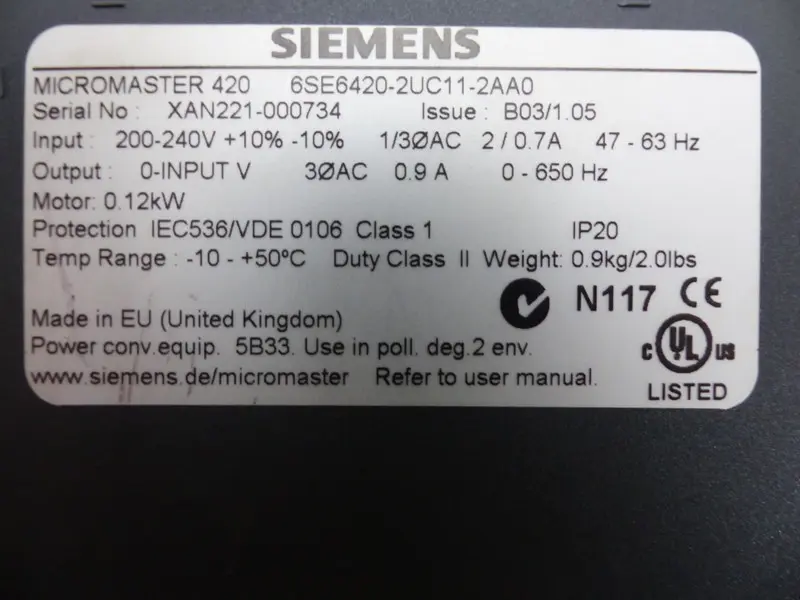 SIEMENS
MICROMASTER 420 6SE6420-2UC11-2AA0
Serial No : XAN221-000734 Issue : B03/1.05
Input : 200-240V +10% -10% 1/3ØAC 2 / 0.7A 47 - 63 Hz
Output : 0-INPUT V 3ØAC 0.9 A 0 - 650 Hz
Motor: 0.12kW
Protection IEC536/VDE 0106 Class 1 IP20
Temp Range : -10 - +50ºC Duty Class II Weight: 0.9kg/2.0lbs
N117 CE
Made in EU (United Kingdom)
Power conv.equip. 5B33. Use in poll. deg.2 env.
C UL US
www.siemens.de/micromaster Refer to user manual.
LISTED